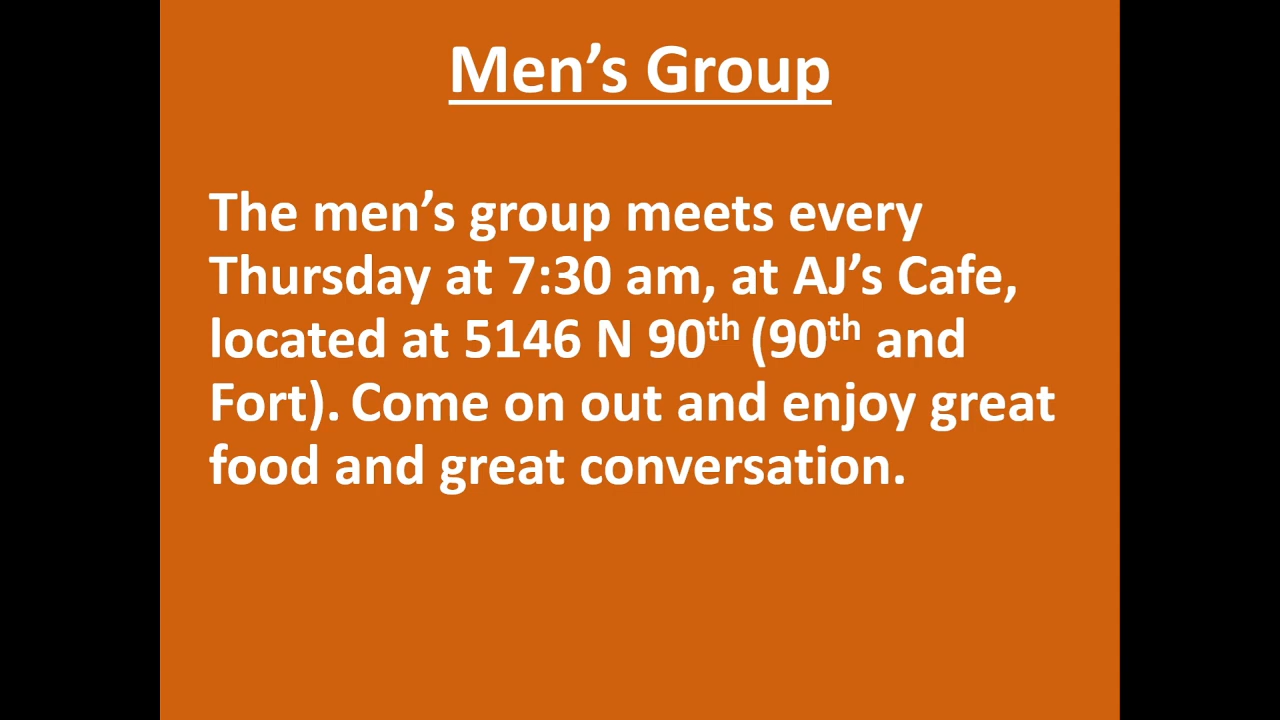 Men’s Group
The men’s group meets every
Thursday at 7:30 am, at AJ’s Cafe,
located at 5146 N 90th (90th and
Fort). Come on out and enjoy great
food and great conversation.